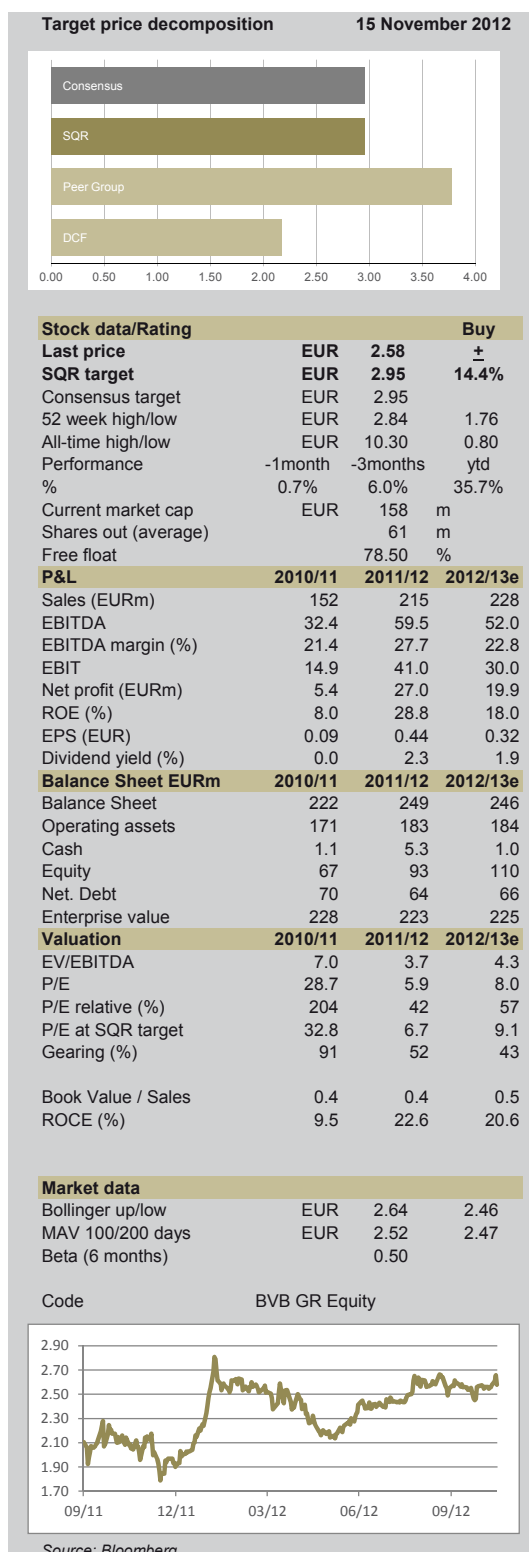 Target price decomposition 15 November 2012
Consensus
SQR
Peer Group
DCF
0.00 0.50 1.00 1.50 2.00 2.50 3.00 3.50 4.00
Stock data/Rating Buy
Last price EUR 2.58 ±
SQR target EUR 2.95 14.4%
Consensus target EUR 2.95
52 week high/low EUR 2.84 1.76
All-time high/low EUR 10.30 0.80
Performance -1month -3months ytd
% 0.7% 6.0% 35.7%
Current market cap EUR 158 m
Shares out (average) 61 m
Free float 78.50 %
P&L 2010/11 2011/12 2012/13e
Sales (EURm) 152 215 228
EBITDA 32.4 59.5 52.0
EBITDA margin (%) 21.4 27.7 22.8
EBIT 14.9 41.0 30.0
Net profit (EURm) 5.4 27.0 19.9
ROE (%) 8.0 28.8 18.0
EPS (EUR) 0.09 0.44 0.32
Dividend yield (%) 0.0 2.3 1.9
Balance Sheet EURm 2010/11 2011/12 2012/13e
Balance Sheet 222 249 246
Operating assets 171 183 184
Cash 1.1 5.3 1.0
Equity 67 93 110
Net. Debt 70 64 66
Enterprise value 228 223 225
Valuation 2010/11 2011/12 2012/13e
EV/EBITDA 7.0 3.7 4.3
P/E 28.7 5.9 8.0
P/E relative (%) 204 42 57
P/E at SQR target 32.8 6.7 9.1
Gearing (%) 91 52 43
Book Value / Sales 0.4 0.4 0.5
ROCE (%) 9.5 22.6 20.6
Market data
Bollinger up/low EUR 2.64 2.46
MAV 100/200 days EUR 2.52 2.47
Beta (6 months) 0.50
Code BVB GR Equity
2.90
2.70
2.50
2.30
2.10
1.90
1.70
09/11 12/11 03/12 06/12 09/12
Source: Bloomberg